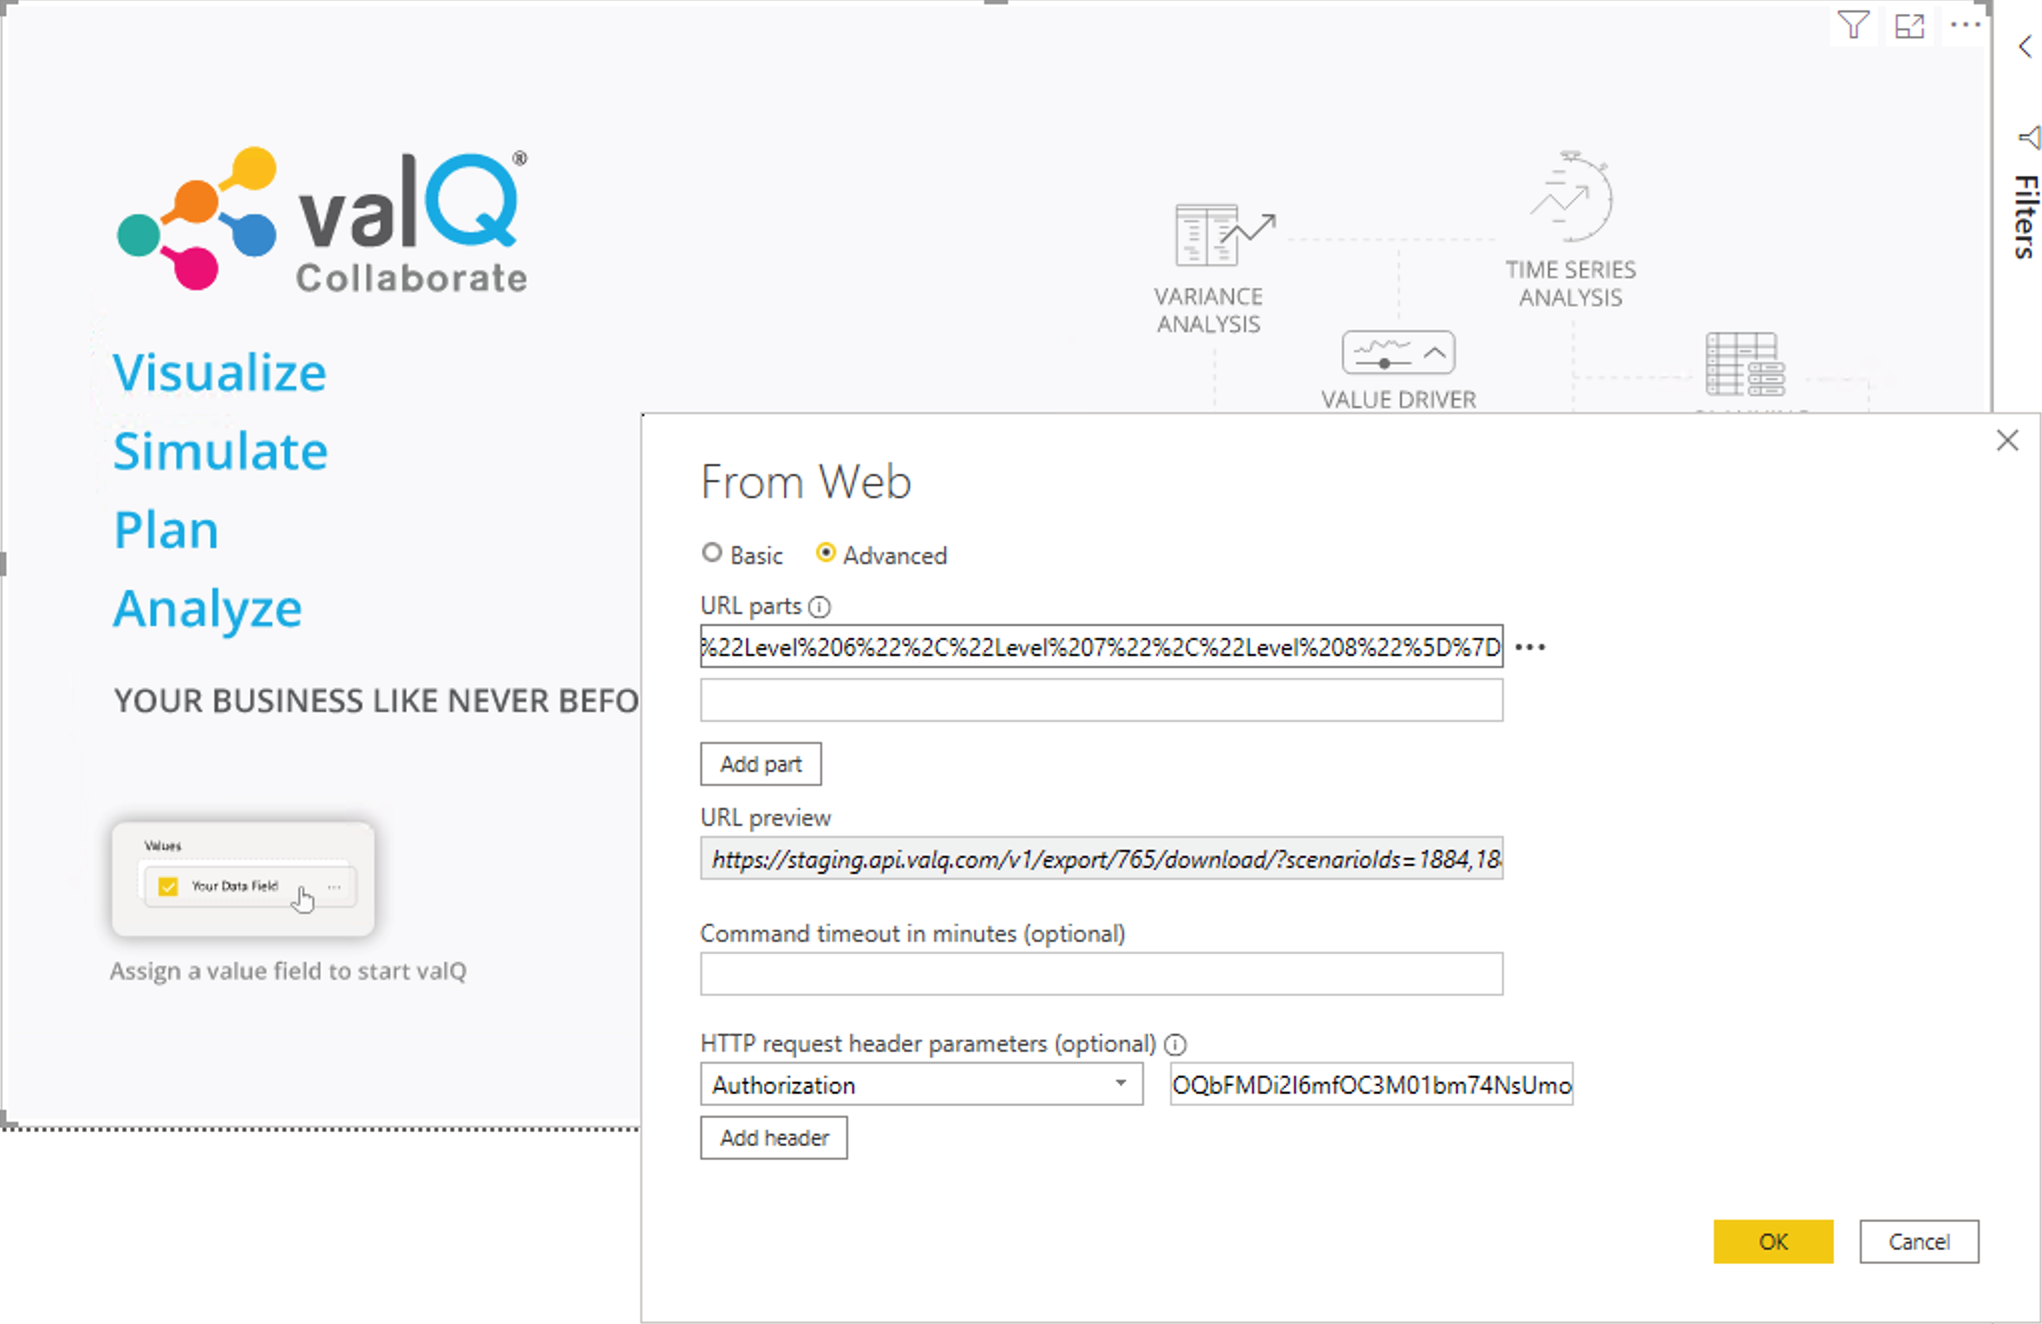 valQ®
Collaborate
Visualize
Simulate
Plan
Analyze
YOUR BUSINESS LIKE NEVER BEFO
Values
Your Data Field
Assign a value field to start valQ
VARIANCE
ANALYSIS
TIME SERIES
ANALYSIS
VALUE DRIVER
Filters
From Web
Basic
Advanced
URL parts
%22Level%206%22%2C%22Level%207%22%2C%22Level%208%22%5D%7D
Add part
URL preview
https://staging.api.valq.com/v1/export/765/download/?scenarioIds=1884,18
Command timeout in minutes (optional)
HTTP request header parameters (optional)
Authorization
OQbFMDi2I6mfOC3M01bm74NsUmo
Add header
OK
Cancel